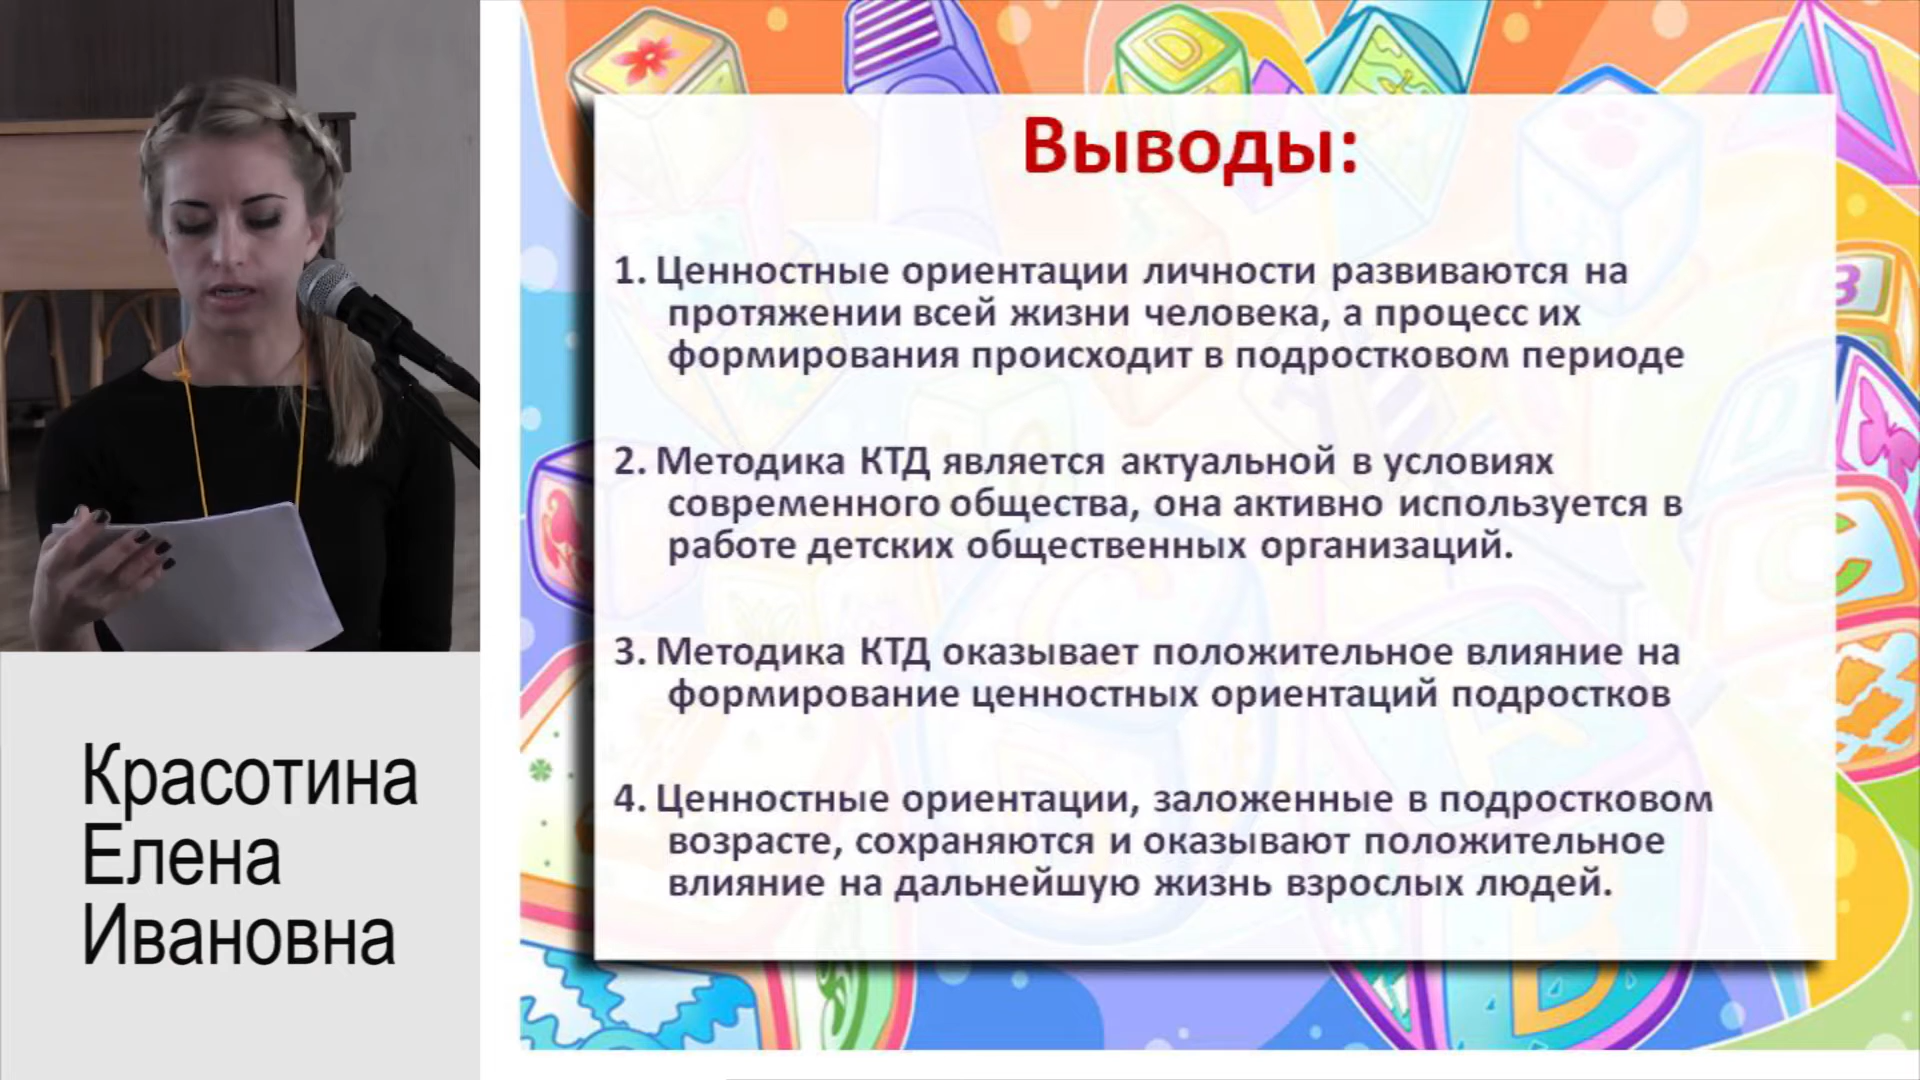 Выводы:
1. Ценностные ориентации личности развиваются на
протяжении всей жизни человека, а процесс их
формирования происходит в подростковом периоде
2. Методика КТД является актуальной в условиях
современного общества, она активно используется в
работе детских общественных организаций.
3. Методика КТД оказывает положительное влияние на
формирование ценностных ориентаций подростков
4. Ценностные ориентации, заложенные в подростковом
возрасте, сохраняются и оказывают положительное
влияние на дальнейшую жизнь взрослых людей.
Красотина
Елена
Ивановна